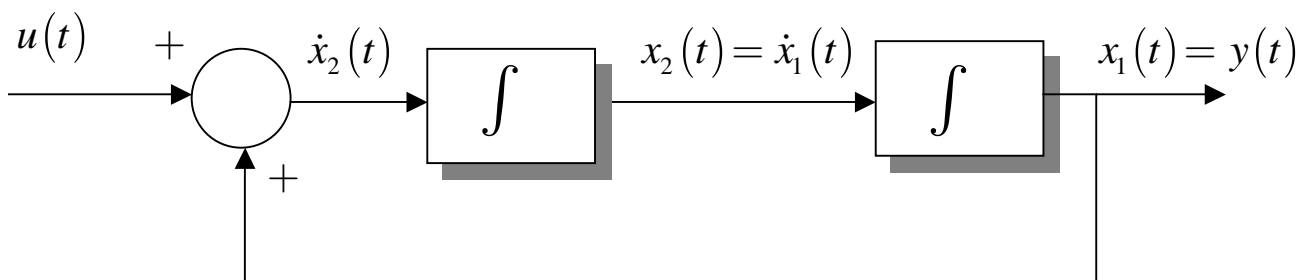 u(t) + ẋ₂(t) ∫ x₂(t) = ẋ₁(t) ∫ x₁(t) = y(t)
+